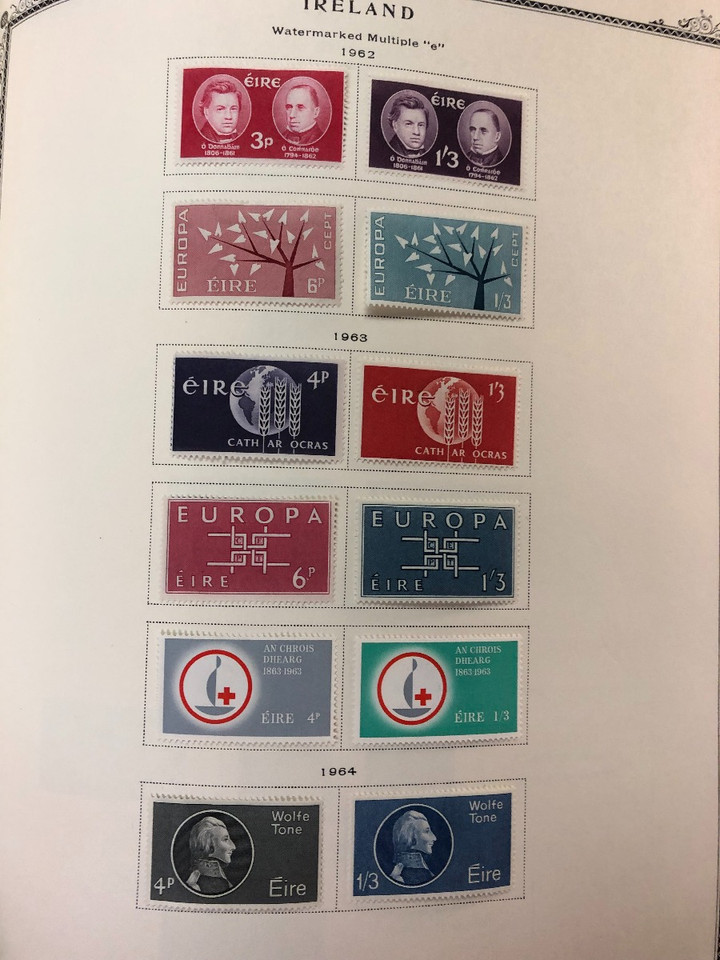 IRELAND
Watermarked Multiple "e"
1962
ÉIRE
3p
Ó Donnabáin
1806-1861
Ó Comhraidhe
1794-1862
ÉIRE
1/3
Ó Donnabáin
1806-1861
1794-1862
EUROPA
CEPT
ÉIRE
6P
EUROPA
CEPT
ÉIRE
1/3
1963
ÉIRE
4P
CATH AR OCRAS
ÉIRE
1/3
CATH AR OCRAS
EUROPA
ÉIRE
6P
EUROPA
ÉIRE
1/3
AN CHROIS
DHEARG
1863-1963
ÉIRE 4P
AN CHROIS
DHEARG
1863-1963
ÉIRE 1/3
1964
Wolfe
Tone
4P
Éire
Wolfe
Tone
1/3
Éire